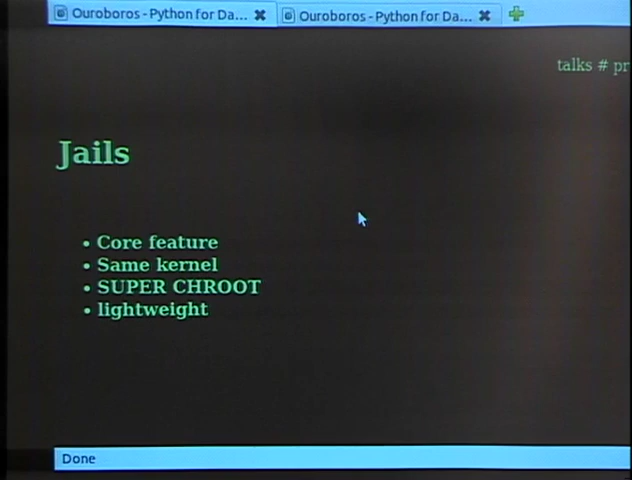 Ouroboros - Python for Da...
Ouroboros - Python for Da...
talks # pr
Jails
• Core feature
• Same kernel
• SUPER CHROOT
• lightweight
Done